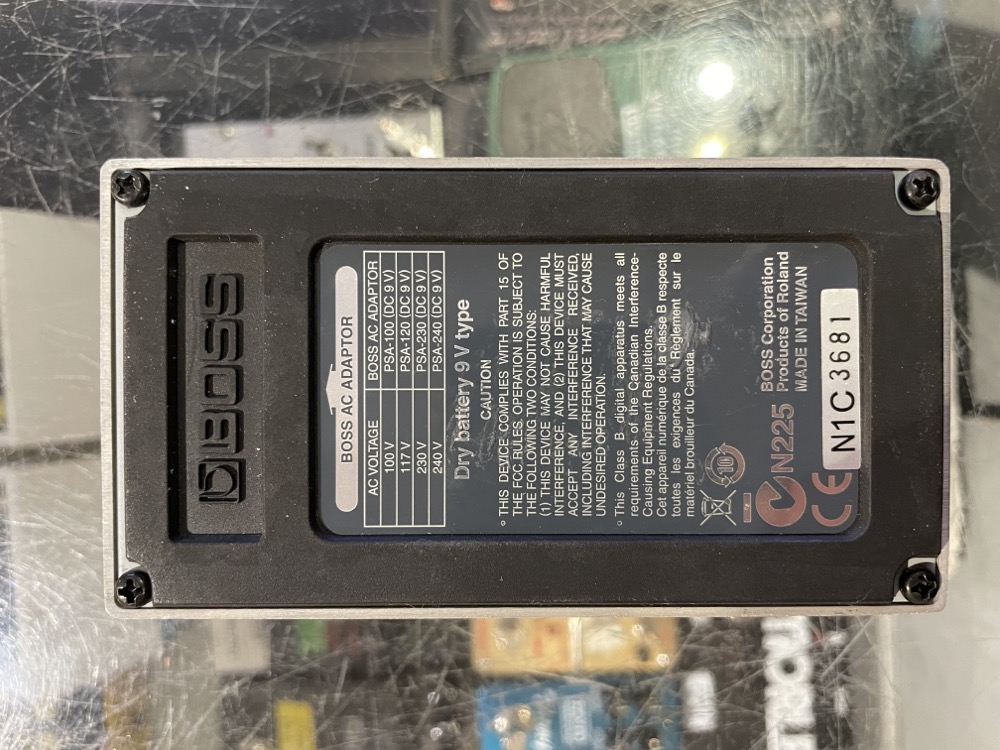 BOSS
BOSS AC ADAPTOR
AC VOLTAGE BOSS AC ADAPTOR
100 V PSA-100 (DC 9 V)
117 V PSA-120 (DC 9 V)
230 V PSA-230 (DC 9 V)
240 V PSA-240 (DC 9 V)
Dry battery 9 V type
CAUTION
° THIS DEVICE COMPLIES WITH PART 15 OF
THE FCC RULES. OPERATION IS SUBJECT TO
THE FOLLOWING TWO CONDITIONS:
(1) THIS DEVICE MAY NOT CAUSE HARMFUL
INTERFERENCE, AND (2) THIS DEVICE MUST
ACCEPT ANY INTERFERENCE RECEIVED,
INCLUDING INTERFERENCE THAT MAY CAUSE
UNDESIRED OPERATION.
° This Class B digital apparatus meets all
requirements of the Canadian Interference-
Causing Equipment Regulations.
Cet appareil numérique de la classe B respecte
toutes les exigences du Règlement sur le
matériel brouilleur du Canada.
10
N225
BOSS Corporation
Products of Roland
MADE IN TAIWAN
CE
N1C3681